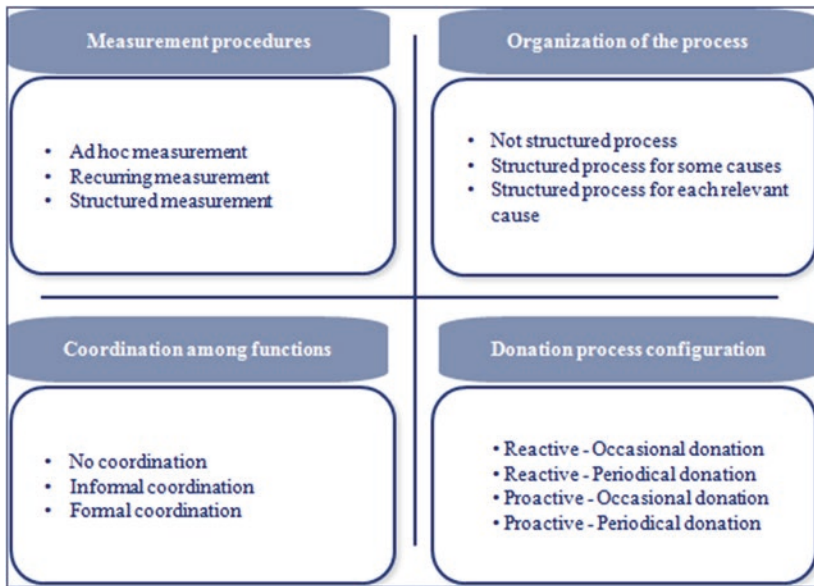 Measurement procedures
• Ad hoc measurement
• Recurring measurement
• Structured measurement
Organization of the process
• Not structured process
• Structured process for some causes
• Structured process for each relevant
cause
Coordination among functions
• No coordination
• Informal coordination
• Formal coordination
Donation process configuration
• Reactive - Occasional donation
• Reactive - Periodical donation
• Proactive - Occasional donation
• Proactive - Periodical donation